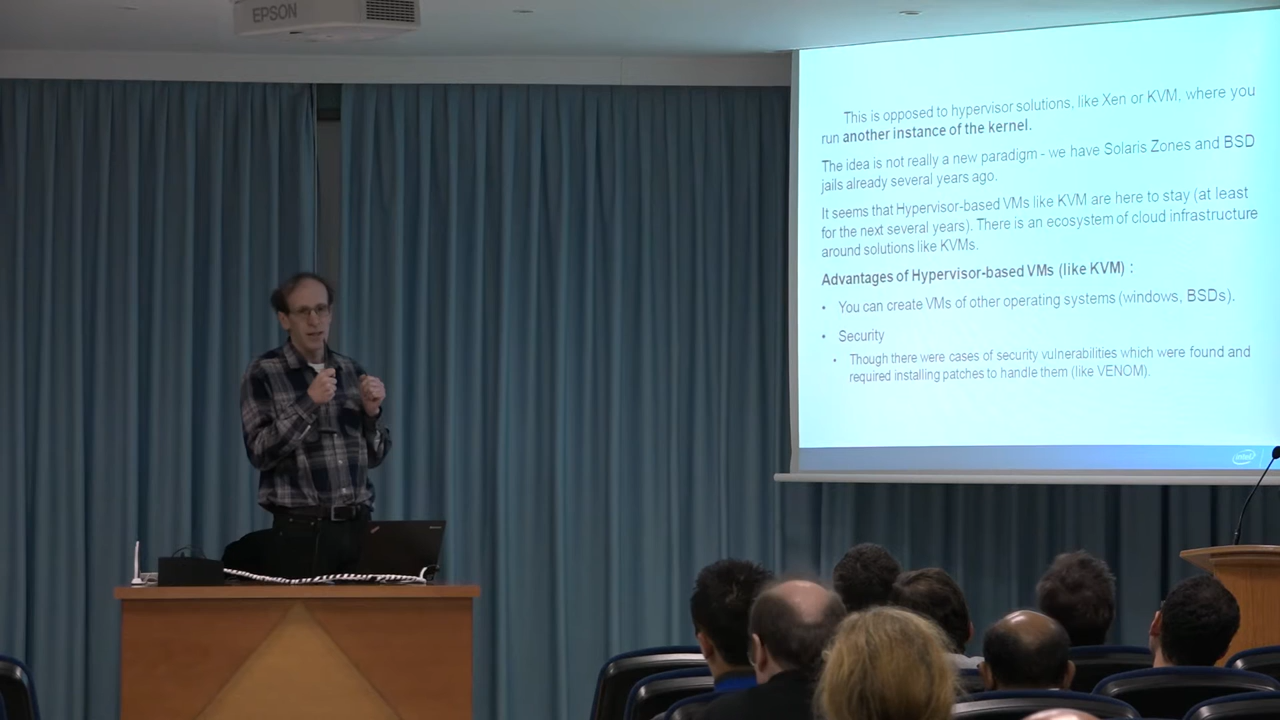 EPSON
This is opposed to hypervisor solutions, like Xen or KVM, where you
run another instance of the kernel.
The idea is not really a new paradigm - we have Solaris Zones and BSD
jails already several years ago.
It seems that Hypervisor-based VMs like KVM are here to stay (at least
for the next several years). There is an ecosystem of cloud infrastructure
around solutions like KVMs.
Advantages of Hypervisor-based VMs (like KVM) :
• You can create VMs of other operating systems (windows, BSDs).
• Security
• Though there were cases of security vulnerabilities which were found and
required installing patches to handle them (like VENOM).
intel